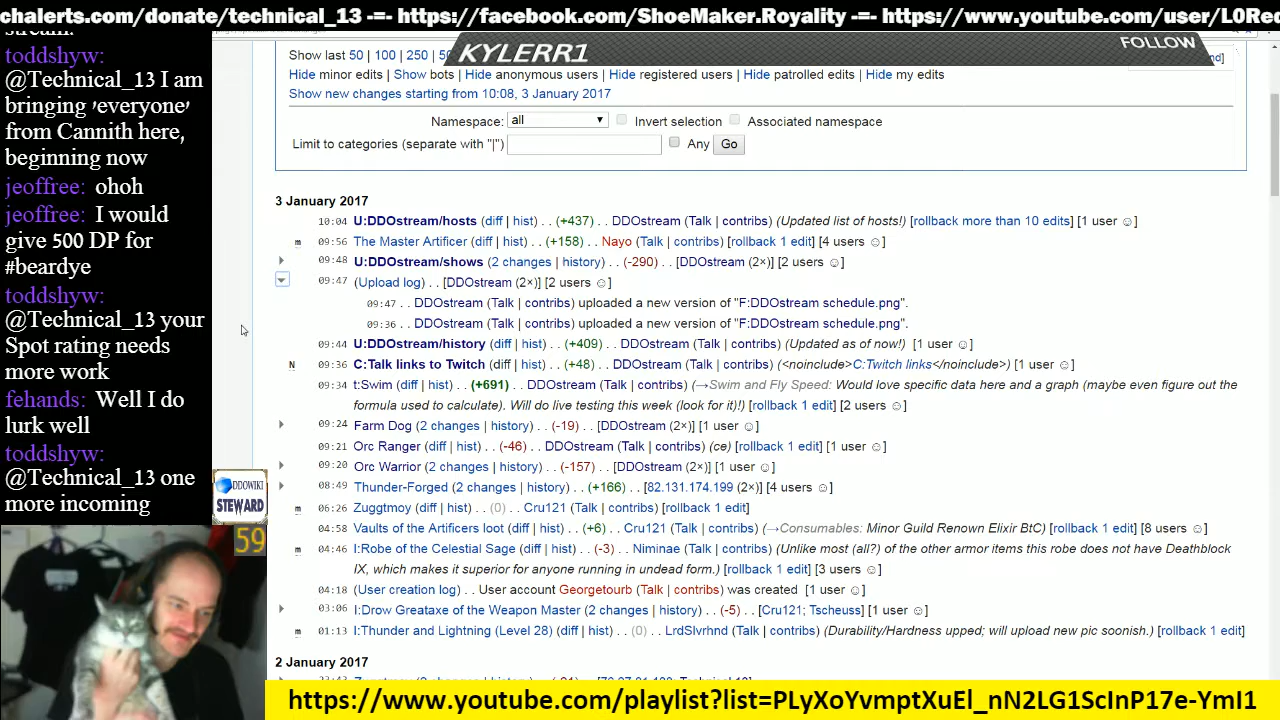 chalerts.com/donate/technical_13 -=- https://facebook.com/ShoeMaker.Royality -=- https://www.youtube.com/user/L0Rec
stream.
toddshyw:
@Technical_13 I am
bringing 'everyone'
from Cannith here,
beginning now
jeoffree: ohoh
jeoffree: I would
give 500 DP for
#beardye
toddshyw:
@Technical_13 your
Spot rating needs
more work
fehands: Well I do
lurk well
toddshyw:
@Technical_13 one
more incoming
DDOWIKI
STEWARD
59
KYLERR1
FOLLOW
Show last 50 | 100 | 250 |
Hide minor edits | Show bots | Hide anonymous users | Hide registered users | Hide patrolled edits | Hide my edits
Show new changes starting from 10:08, 3 January 2017
Namespace: all Invert selection Associated namespace
Limit to categories (separate with "|") Any Go
3 January 2017
10:04 U:DDOstream/hosts (diff | hist) . . (+437) . . DDOstream (Talk | contribs) (Updated list of hosts!) [rollback more than 10 edits] [1 user ☺]
m 09:56 The Master Artificer (diff | hist) . . (+158) . . Nayo (Talk | contribs) [rollback 1 edit] [4 users ☺]
09:48 U:DDOstream/shows (2 changes | history) . . (-290) . . [DDOstream (2×)] [2 users ☺]
09:47 (Upload log) . . [DDOstream (2×)] [2 users ☺]
09:47 . . DDOstream (Talk | contribs) uploaded a new version of "F:DDOstream schedule.png".
09:36 . . DDOstream (Talk | contribs) uploaded a new version of "F:DDOstream schedule.png".
09:44 U:DDOstream/history (diff | hist) . . (+409) . . DDOstream (Talk | contribs) (Updated as of now!) [1 user ☺]
N 09:36 C:Talk links to Twitch (diff | hist) . . (+48) . . DDOstream (Talk | contribs) (<noinclude>C:Twitch links</noinclude>) [1 user ☺]
09:34 t:Swim (diff | hist) . . (+691) . . DDOstream (Talk | contribs) (→Swim and Fly Speed: Would love specific data here and a graph (maybe even figure out the
formula used to calculate). Will do live testing this week (look for it)!) [rollback 1 edit] [2 users ☺]
09:24 Farm Dog (2 changes | history) . . (-19) . . [DDOstream (2×)] [1 user ☺]
09:21 Orc Ranger (diff | hist) . . (-46) . . DDOstream (Talk | contribs) (ce) [rollback 1 edit] [1 user ☺]
09:20 Orc Warrior (2 changes | history) . . (-157) . . [DDOstream (2×)] [1 user ☺]
08:49 Thunder-Forged (2 changes | history) . . (+166) . . [82.131.174.199 (2×)] [4 users ☺]
m 06:26 Zuggtmoy (diff | hist) . . (0) . . Cru121 (Talk | contribs) [rollback 1 edit]
04:58 Vaults of the Artificers loot (diff | hist) . . (+6) . . Cru121 (Talk | contribs) (→Consumables: Minor Guild Renown Elixir BtC) [rollback 1 edit] [8 users ☺]
m 04:46 I:Robe of the Celestial Sage (diff | hist) . . (-3) . . Niminae (Talk | contribs) (Unlike most (all?) of the other armor items this robe does not have Deathblock
IX, which makes it superior for anyone running in undead form.) [rollback 1 edit] [3 users ☺]
04:18 (User creation log) . . User account Georgetourb (Talk | contribs) was created [1 user ☺]
03:06 I:Drow Greataxe of the Weapon Master (2 changes | history) . . (-5) . . [Cru121; Tscheuss] [1 user ☺]
m 01:13 I:Thunder and Lightning (Level 28) (diff | hist) . . (0) . . LrdSlvrhnd (Talk | contribs) (Durability/Hardness upped; will upload new pic soonish.) [rollback 1 edit]
2 January 2017
https://www.youtube.com/playlist?list=PLyXoYvmptXuEl_nN2LG1ScInP17e-YmI1